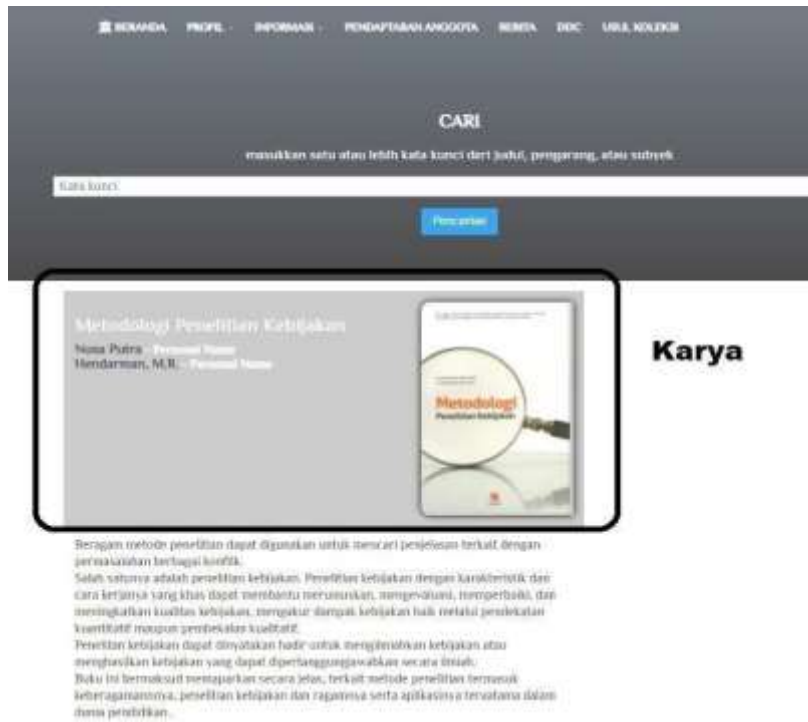 BERANDA PROFIL INFORMASI PENDAFTARAN ANGGOTA BERITA DDC USUL KOLEKSI
CARI
masukkan satu atau lebih kata kunci dari judul, pengarang, atau subyek
Kata kunci
Pencarian
Metodologi Penelitian Kebijakan
Nusa Putra - Personal Name
Hendarman, M.R. - Personal Name
Metodologi
Penelitian Kebijakan
Karya
Beragam metode penelitian dapat digunakan untuk mencari penjelasan terkait dengan
permasalahan berbagai konflik.
Salah satunya adalah penelitian kebijakan. Penelitian kebijakan dengan karakteristik dan
cara kerjanya yang khas dapat membantu merumuskan, mengevaluasi, memperbaiki, dan
meningkatkan kualitas kebijakan, mengukur dampak kebijakan baik melalui pendekatan
kuantitatif maupun pendekatan kualitatif.
Penelitian kebijakan dapat dinyatakan hadir untuk mengilmiahkan kebijakan atau
menghasilkan kebijakan yang dapat dipertanggungjawabkan secara ilmiah.
Buku ini bermaksud memaparkan secara jelas, terkait metode penelitian termasuk
keberagamannya, penelitian kebijakan dan ragamnya serta aplikasinya terutama dalam
dunia pendidikan.